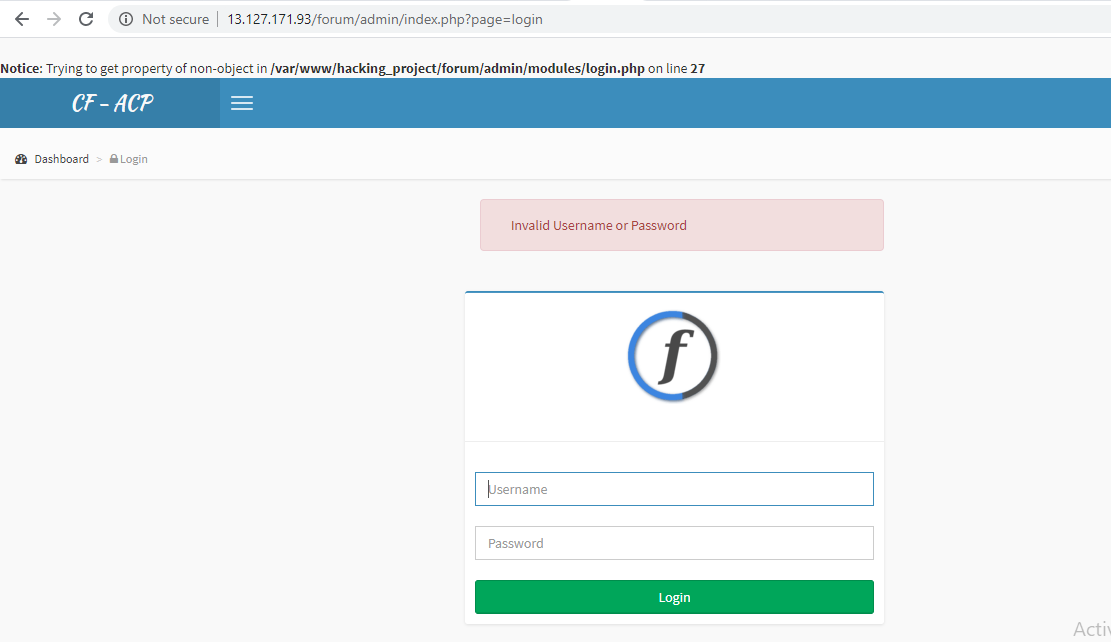 Not secure 13.127.171.93/forum/admin/index.php?page=login
Notice: Trying to get property of non-object in /var/www/hacking_project/forum/admin/modules/login.php on line 27
CF - ACP
Dashboard > Login
Invalid Username or Password
f
Username
Password
Login